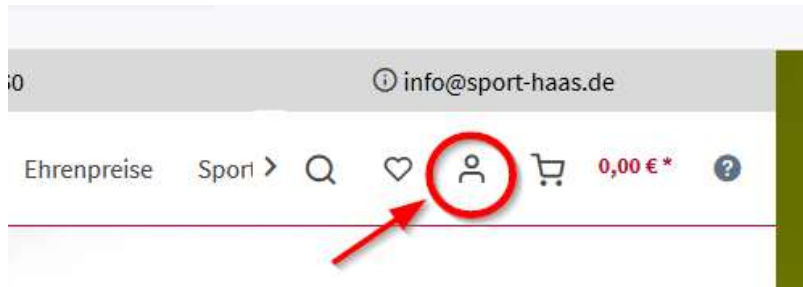 info@sport-haas.de
Ehrenpreise Sport 0,00 € *